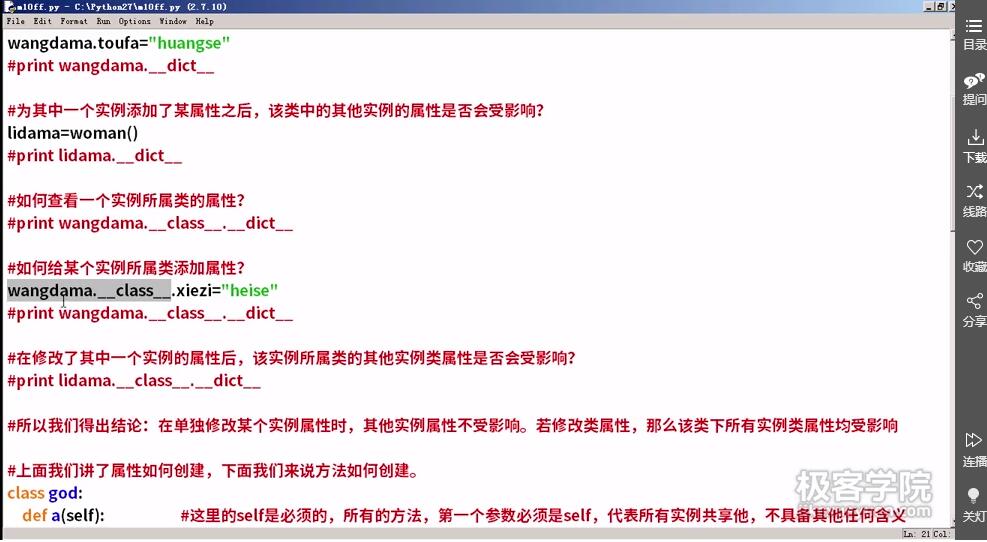 m10ff.py - C:\Python27\m10ff.py (2.7.10)
File Edit Format Run Options Window Help
wangdama.toufa="huangse"
#print wangdama.__dict__
#为其中一个实例添加了某属性之后，该类中的其他实例的属性是否会受影响？
lidama=woman()
#print lidama.__dict__
#如何查看一个实例所属类的属性？
#print wangdama.__class__.__dict__
#如何给某个实例所属类添加属性？
wangdama.__class__.xiezi="heise"
#print wangdama.__class__.__dict__
#在修改了其中一个实例的属性后，该实例所属类的其他实例类属性是否会受影响？
#print lidama.__class__.__dict__
#所以我们得出结论：在单独修改某个实例属性时，其他实例属性不受影响。若修改类属性，那么该类下所有实例类属性均受影响
#上面我们讲了属性如何创建，下面我们来说方法如何创建。
class god:
def a(self): #这里的self是必须的，所有的方法，第一个参数必须是self，代表所有实例共享他，不具备其他任何含义
Ln: 21 Col:
极客学院
目录
提问
下载
线路
收藏
分享
连播
关灯